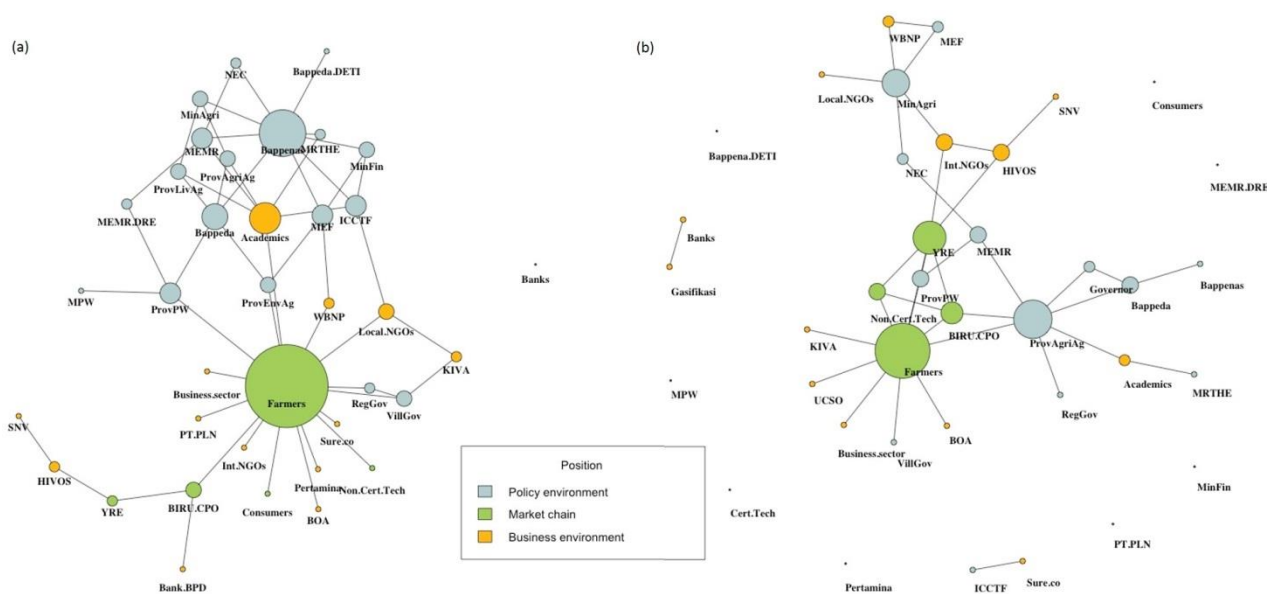 (a)
Bappeda.DETI
NEC
MinAgri
MEMR
Bappenas
MRTHE
MinFin
ProvAgriAg
ProvLivAg
MEMR.DRE
Bappeda
Academics
MEF
ICCTF
Banks
MPW
ProvPW
ProvEnvAg
WBNP
Local.NGOs
KIVA
Business.sector
Farmers
RegGov
VillGov
PT.PLN
Sure.co
SNV
Int.NGOs
HIVOS
Pertamina
Non.Cert.Tech
YRE
BIRU.CPO
Consumers
BOA
Bank.BPD
Position
Policy environment
Market chain
Business environment
(b)
WBNP
MEF
Local.NGOs
MinAgri
Consumers
SNV
Bappena.DETI
Int.NGOs
HIVOS
NEC
MEMR.DRE
Banks
YRE
MEMR
Gasifikasi
ProvPW
Governor
Bappenas
Bappeda
Non.Cert.Tech
BIRU.CPO
ProvAgriAg
KIVA
Farmers
Academics
MPW
MRTHE
UCSO
RegGov
BOA
Business.sector
VillGov
MinFin
Cert.Tech
PT.PLN
Pertamina
ICCTF
Sure.co